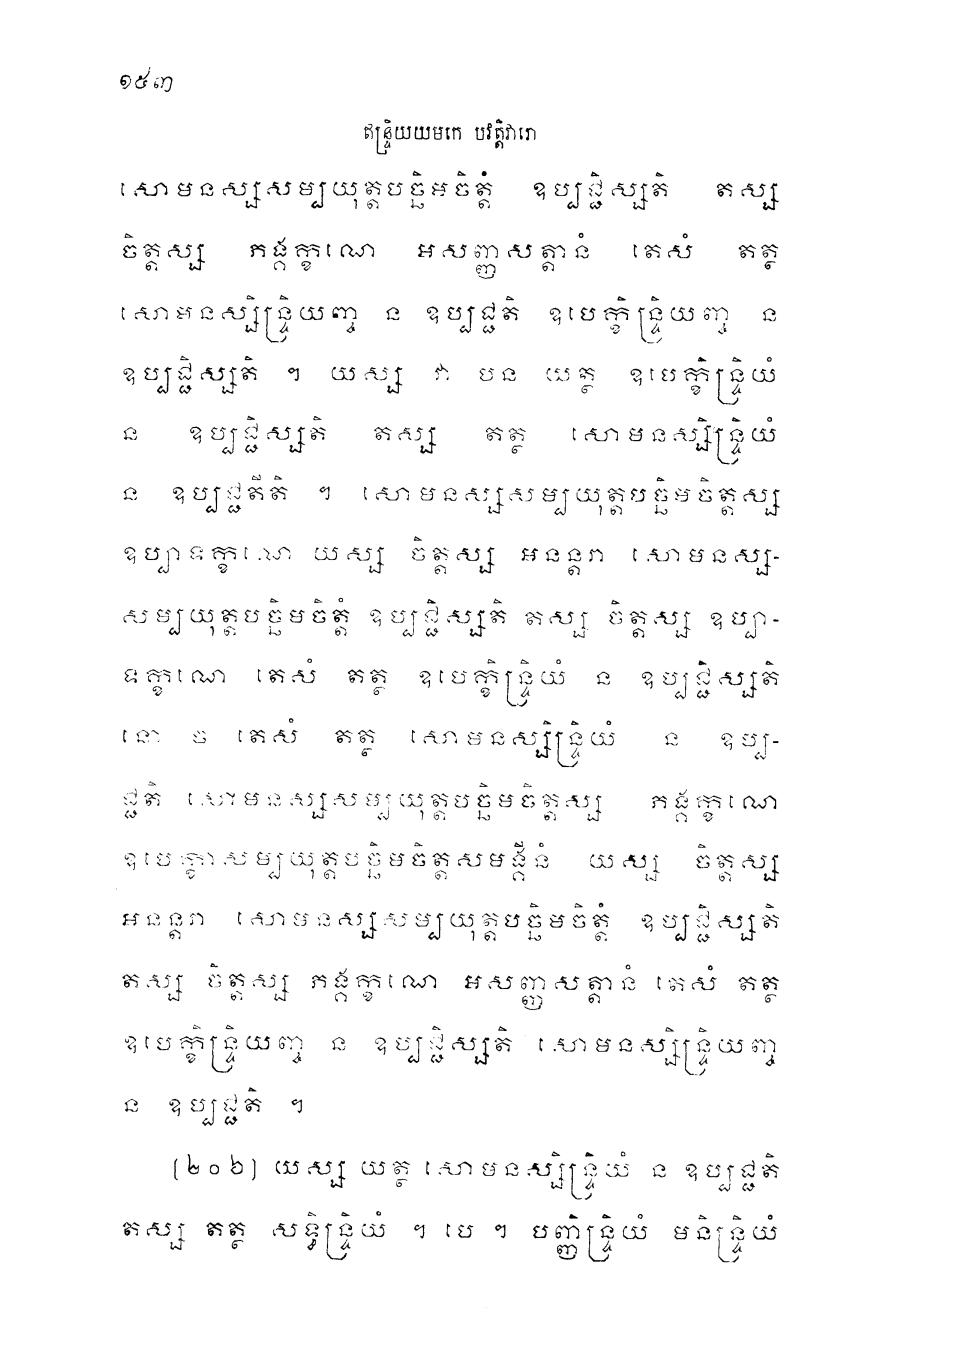 ១៥៣
ឥន្ទ្រិយយមកេ បវត្តិវារោ
សោមនស្សសម្បយុត្តបច្ឆិមចិត្តំ ឧប្បជ្ជិស្សតិ តស្ស
ចិត្តស្ស ភង្គក្ខណេ អសញ្ញសត្តានំ តេសំ តត្ថ
សោមនស្សិន្ទ្រិយញ្ច ន ឧប្បជ្ជតិ ឧបេក្ខិន្ទ្រិយញ្ច ន
ឧប្បជ្ជិស្សតិ ។ យស្ស វា បន យត្ថ ឧបេក្ខិន្ទ្រិយំ
ន ឧប្បជ្ជិស្សតិ តស្ស តត្ថ សោមនស្សិន្ទ្រិយំ
ន ឧប្បជ្ជតីតិ ។ សោមនស្សសម្បយុត្តបច្ឆិមចិត្តស្ស
ឧប្បាទក្ខណេ យស្ស ចិត្តស្ស អនន្តរា សោមនស្ស-
សម្បយុត្តបច្ឆិមចិត្តំ ឧប្បជ្ជិស្សតិ តស្ស ចិត្តស្ស ឧប្បា-
ទក្ខណេ តេសំ តត្ថ ឧបេក្ខិន្ទ្រិយំ ន ឧប្បជ្ជិស្សតិ
នោ ច តេសំ តត្ថ សោមនស្សិន្ទ្រិយំ ន ឧប្ប-
ជ្ជតិ សោមនស្សសម្បយុត្តបច្ឆិមចិត្តស្ស ភង្គក្ខណេ
ឧបេក្ខាសម្បយុត្តបច្ឆិមចិត្តសមង្គីនំ យស្ស ចិត្តស្ស
អនន្តរា សោមនស្សសម្បយុត្តបច្ឆិមចិត្តំ ឧប្បជ្ជិស្សតិ
តស្ស ចិត្តស្ស ភង្គក្ខណេ អសញ្ញសត្តានំ តេសំ តត្ថ
ឧបេក្ខិន្ទ្រិយញ្ច ន ឧប្បជ្ជិស្សតិ សោមនស្សិន្ទ្រិយញ្ច
ន ឧប្បជ្ជតិ ។
(២០៦) យស្ស យត្ថ សោមនស្សិន្ទ្រិយំ ន ឧប្បជ្ជតិ
តស្ស តត្ថ សទ្ធិន្ទ្រិយំ ។ បេ ។ បញ្ញិន្ទ្រិយំ មនិន្ទ្រិយំ